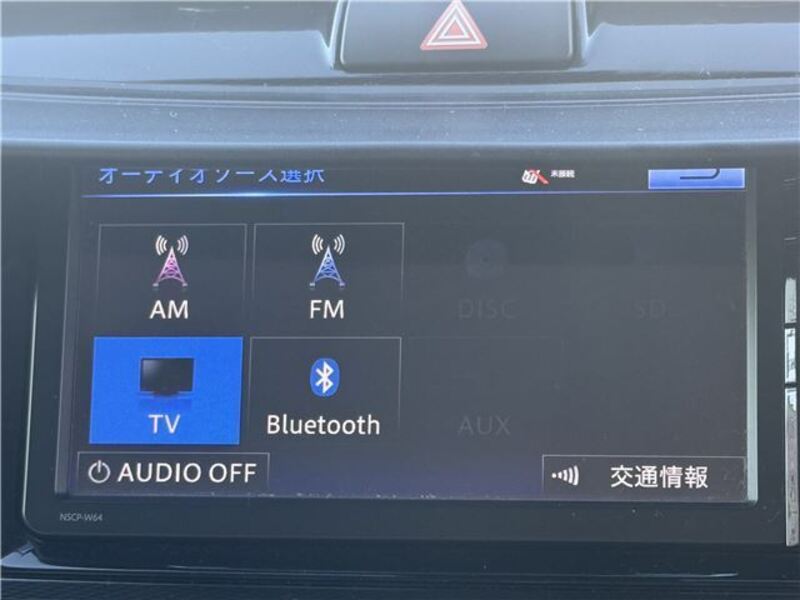 オーディオソース選択
未接続
AM
FM
DISC
SD
TV
Bluetooth
AUX
AUDIO OFF
交通情報
NSCP-W64